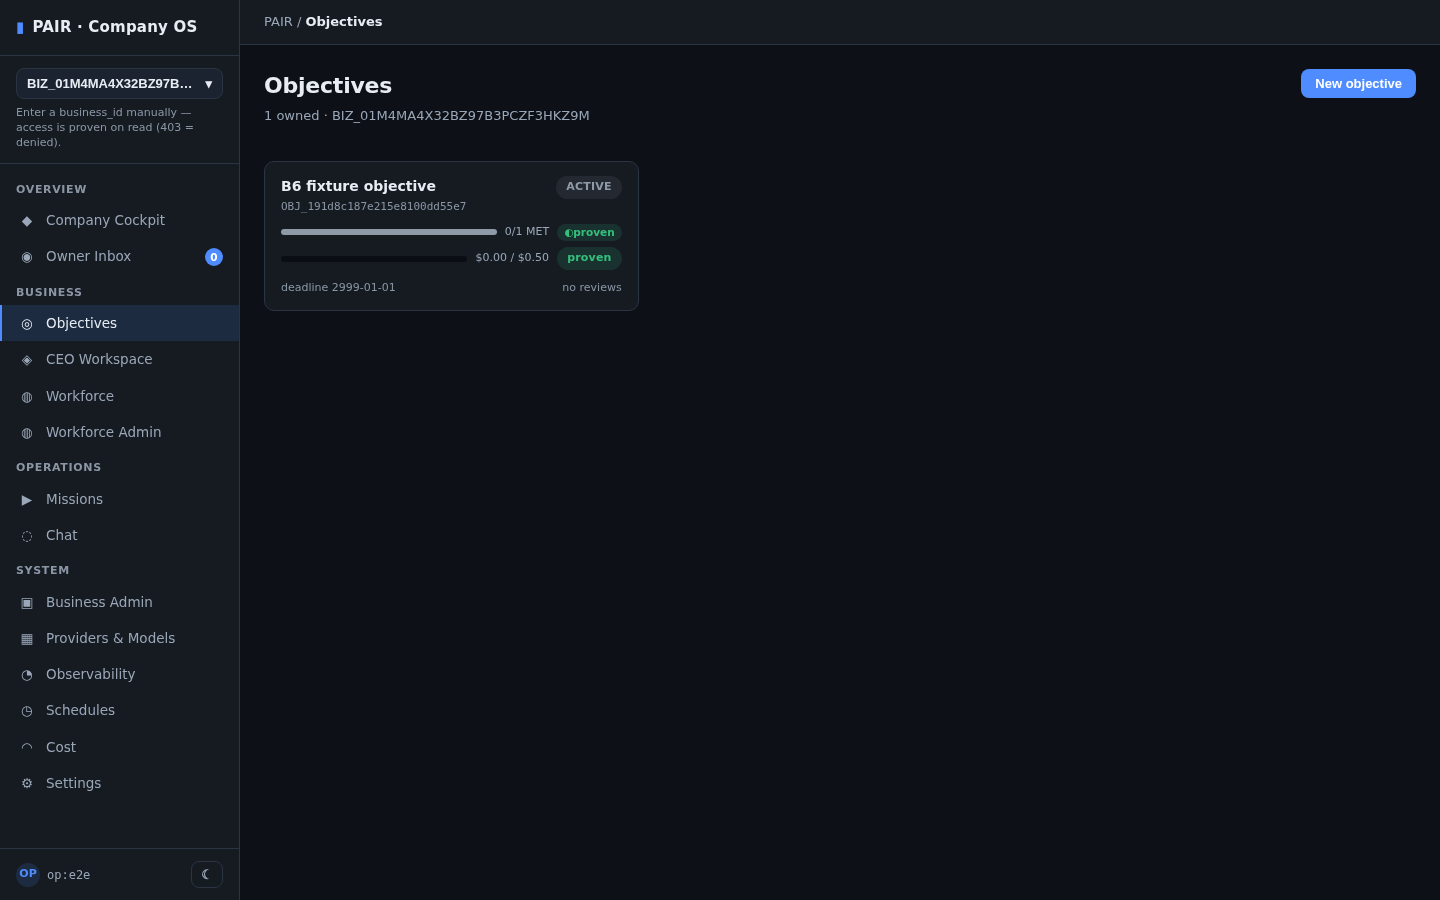 PAIR · Company OS
BIZ_01M4MA4X32BZ97B... ▾
Enter a business_id manually —
access is proven on read (403 =
denied).
OVERVIEW
◆ Company Cockpit
◉ Owner Inbox 0
BUSINESS
◎ Objectives
◈ CEO Workspace
◍ Workforce
◍ Workforce Admin
OPERATIONS
▶ Missions
◌ Chat
SYSTEM
▣ Business Admin
▦ Providers & Models
◔ Observability
◷ Schedules
◠ Cost
⚙ Settings
OP op:e2e ☾
PAIR / Objectives
Objectives
New objective
1 owned · BIZ_01M4MA4X32BZ97B3PCZF3HKZ9M
B6 fixture objective ACTIVE
OBJ_191d8c187e215e8100dd55e7
0/1 MET ◐proven
$0.00 / $0.50 proven
deadline 2999-01-01 no reviews